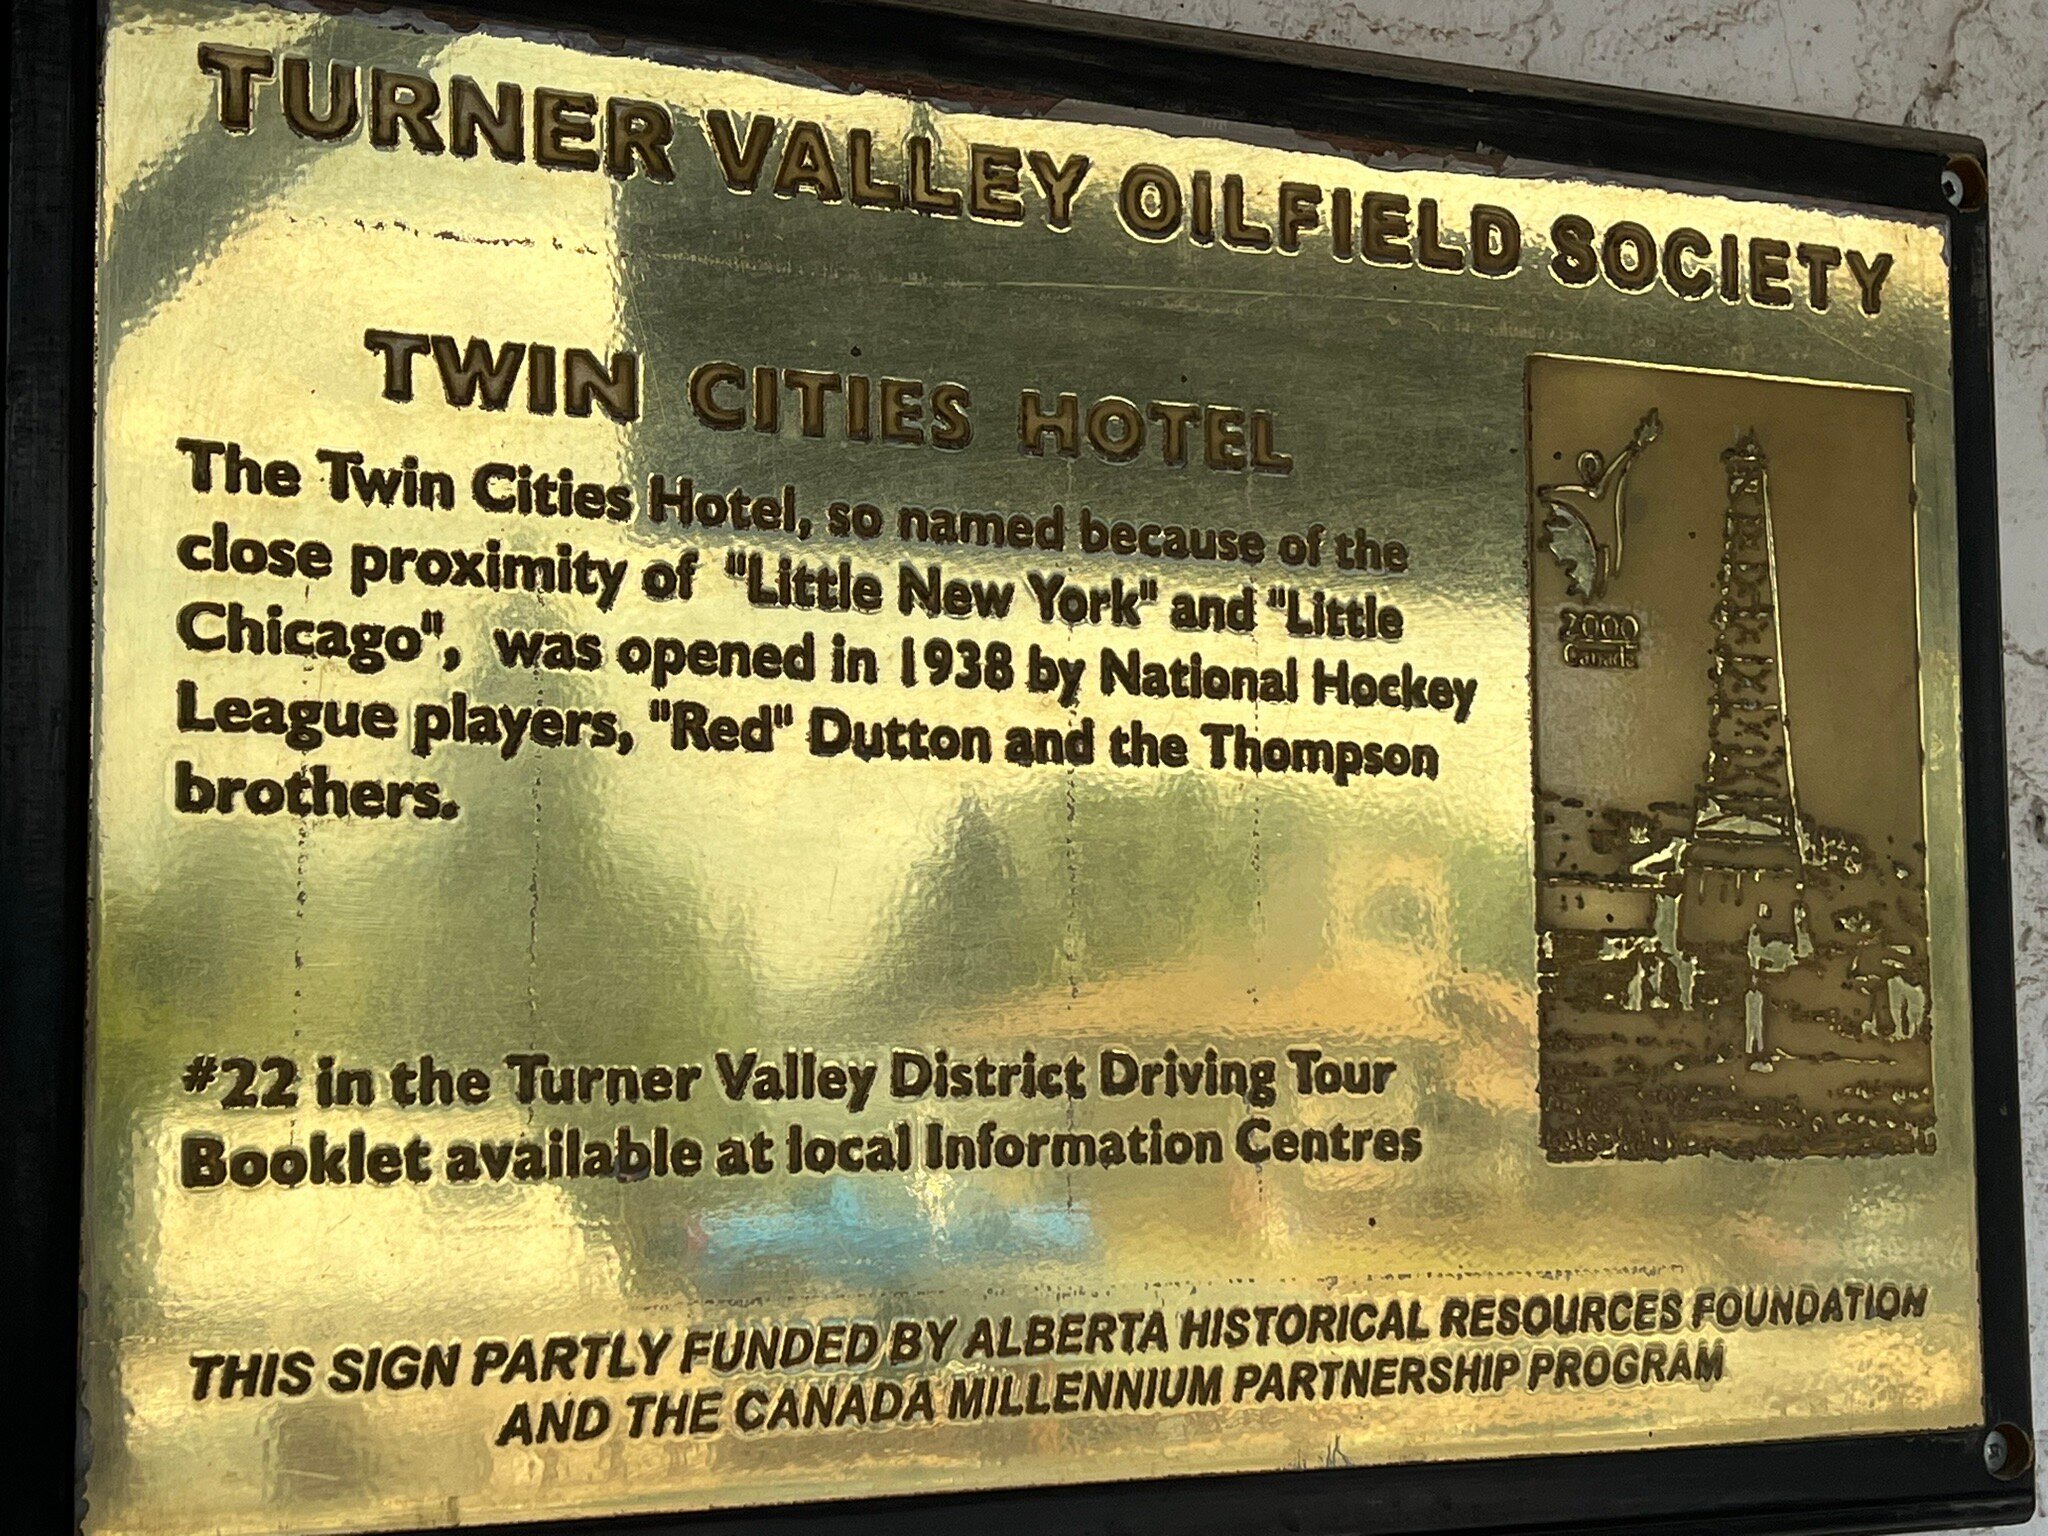 TURNER VALLEY OILFIELD SOCIETY
TWIN CITIES HOTEL
The Twin Cities Hotel, so named because of the
close proximity of "Little New York" and "Little
Chicago", was opened in 1938 by National Hockey
League players, "Red" Dutton and the Thompson
brothers.
2000
Canada
#22 in the Turner Valley District Driving Tour
Booklet available at local Information Centres
THIS SIGN PARTLY FUNDED BY ALBERTA HISTORICAL RESOURCES FOUNDATION
AND THE CANADA MILLENNIUM PARTNERSHIP PROGRAM